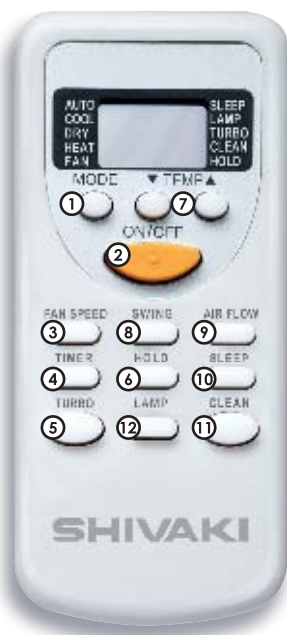 AUTO SLEEP
COOL LAMP
DRY TURBO
HEAT CLEAN
FAN HOLD
MODE ▼ TEMP ▲
1 7
ON/OFF
2
FAN SPEED SWING AIR FLOW
3 8 9
TIMER HOLD SLEEP
4 6 10
TURBO LAMP CLEAN
5 12 11
SHIVAKI